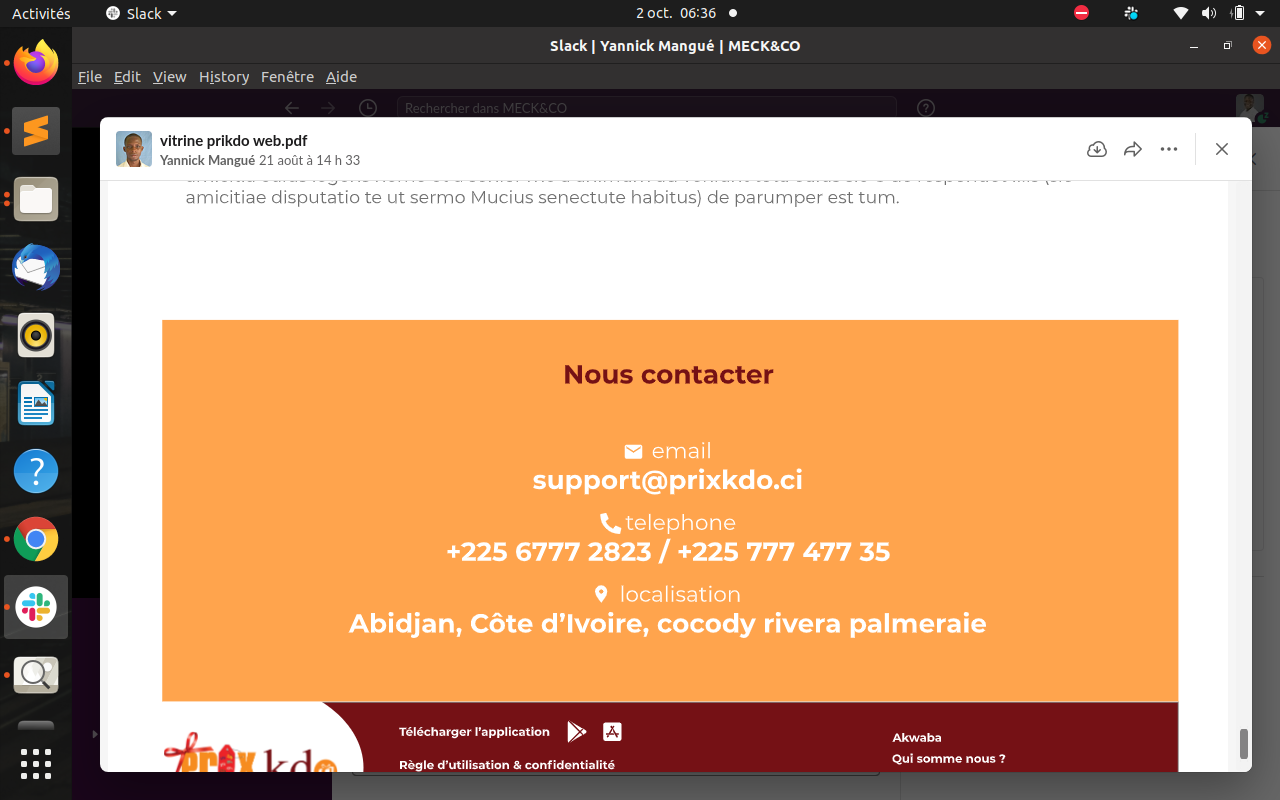 Activités
Slack
2 oct. 06:36
Slack | Yannick Mangué | MECK&CO
File Edit View History Fenêtre Aide
Rechercher dans MECK&CO
vitrine prikdo web.pdf
Yannick Mangué 21 août à 14 h 33
amicitiae disputatio te ut sermo Mucius senectute habitus) de parumper est tum.
Nous contacter
email
support@prixkdo.ci
telephone
+225 6777 2823 / +225 777 477 35
localisation
Abidjan, Côte d’Ivoire, cocody rivera palmeraie
Télécharger l’application
Akwaba
Règle d’utilisation & confidentialité
Qui somme nous ?
prix kdo